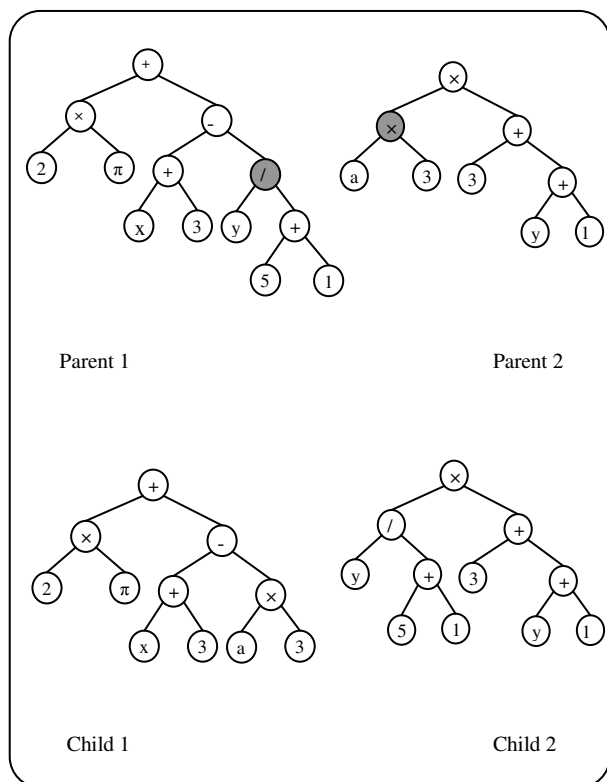 + ×
× - × +
2 π + / a 3 3 +
x 3 y + y 1
5 1
Parent 1 Parent 2
+ ×
× - / +
2 π + × y + 3 +
x 3 a 3 5 1 y 1
Child 1 Child 2